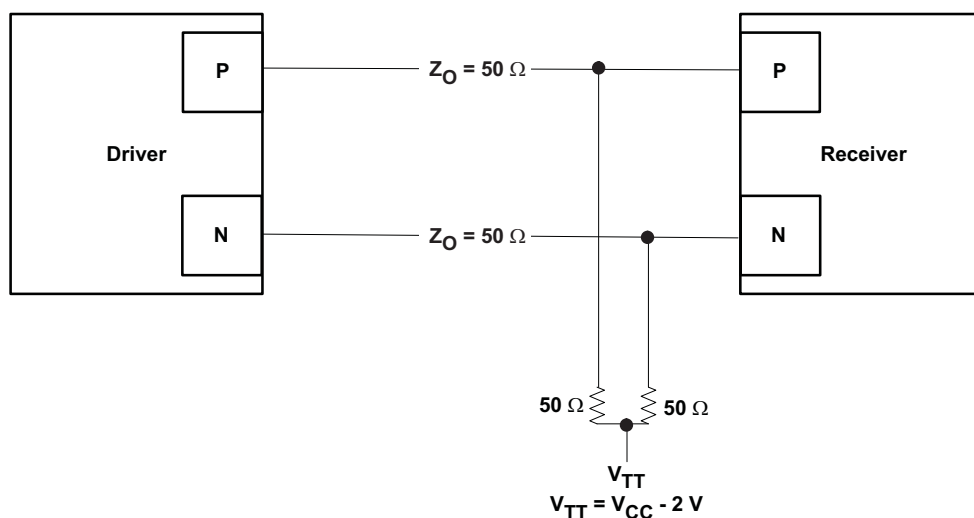 P
Z_O = 50 Ω
P
Driver
Receiver
N
Z_O = 50 Ω
N
50 Ω
50 Ω
V_TT
V_TT = V_CC - 2 V